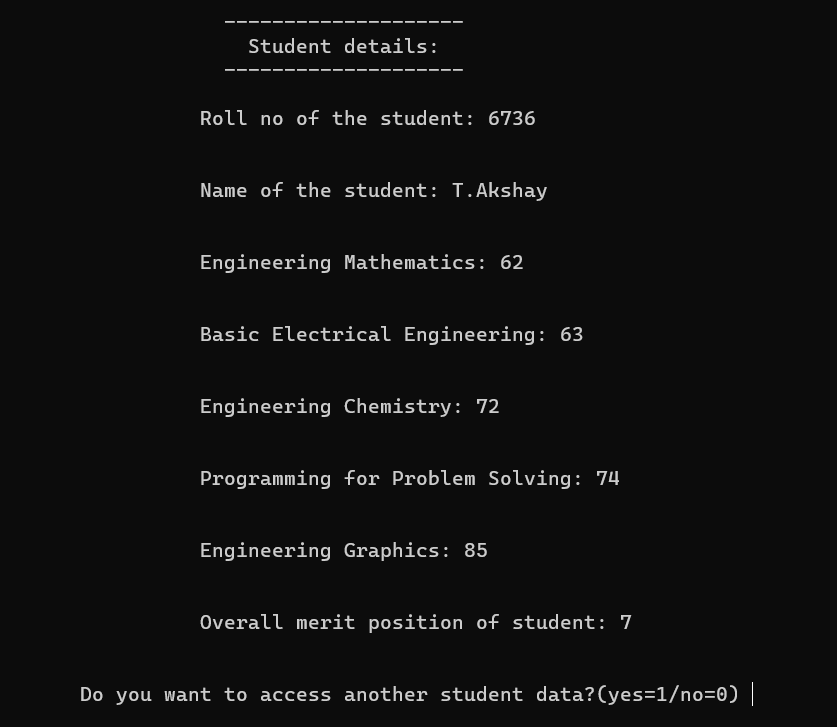 --------------------
Student details:
--------------------
Roll no of the student: 6736
Name of the student: T.Akshay
Engineering Mathematics: 62
Basic Electrical Engineering: 63
Engineering Chemistry: 72
Programming for Problem Solving: 74
Engineering Graphics: 85
Overall merit position of student: 7
Do you want to access another student data?(yes=1/no=0)